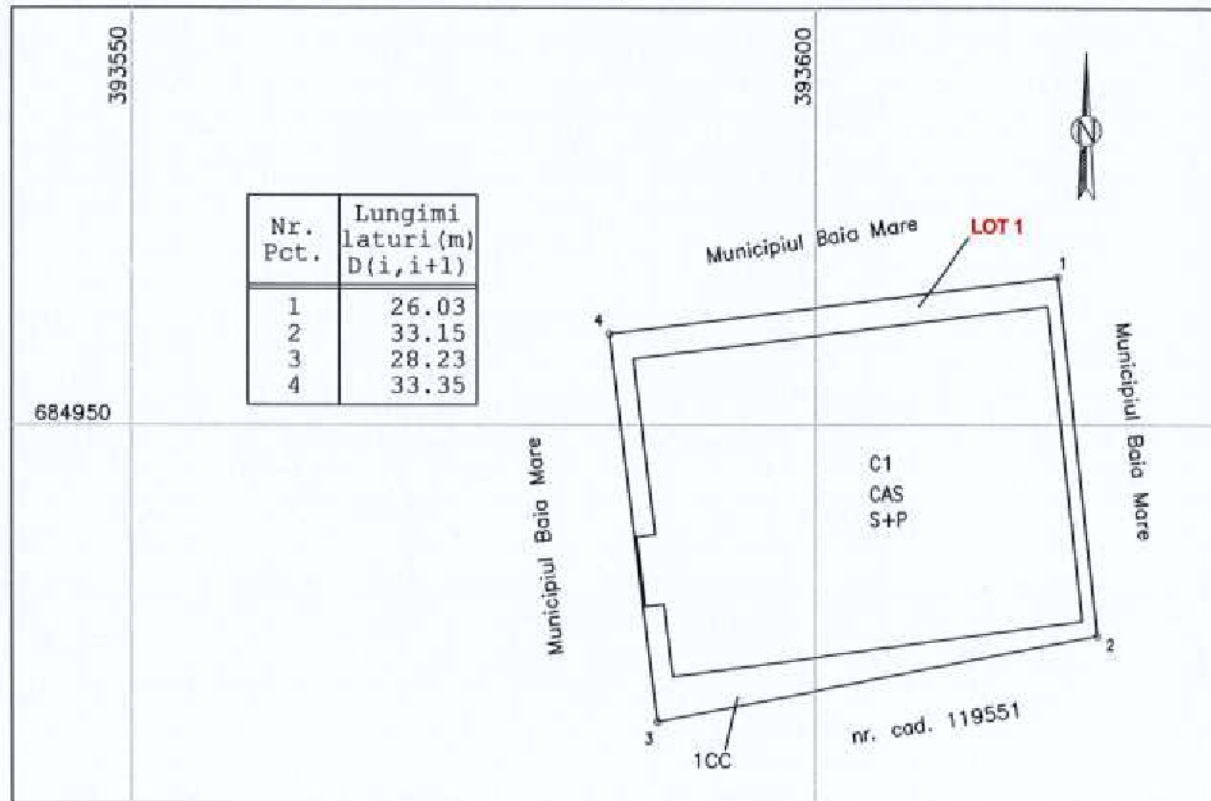 393550
393600
N
Nr.
Pct.
Lungimi
laturi(m)
D(i,i+1)
1 26.03
2 33.15
3 28.23
4 33.35
Municipiul Baia Mare
LOT 1
1
4
Municipiul Baia Mare
684950
Municipiul Baia Mare
C1
CAS
S+P
2
3
nr. cad. 119551
1CC